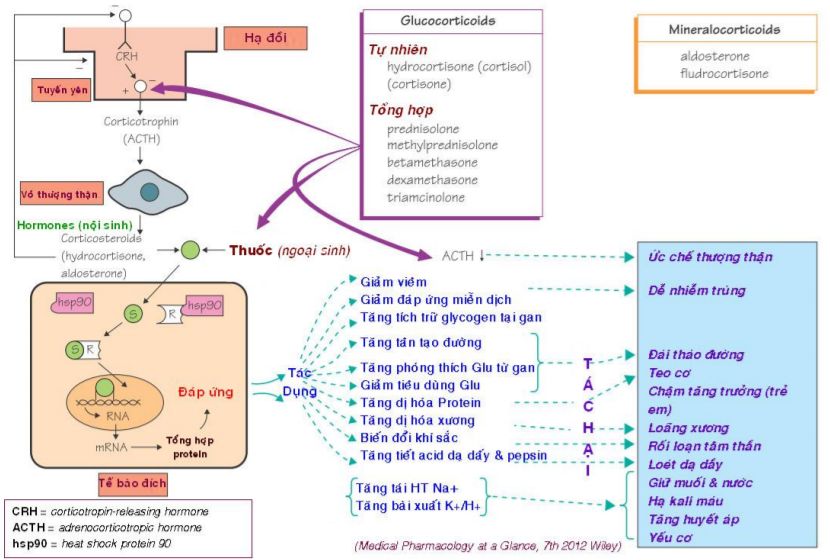 Hạ đồi
CRH
Tuyến yên
Corticotrophin
(ACTH)
Vỏ thượng thận
Hormones (nội sinh)
Corticosteroids
(hydrocortisone,
aldosterone)
Thuốc (ngoại sinh)
Glucocorticoids
Tự nhiên
hydrocortisone (cortisol)
(cortisone)
Tổng hợp
prednisolone
methylprednisolone
betamethasone
dexamethasone
triamcinolone
Mineralocorticoids
aldosterone
fludrocortisone
hsp90
S
R
hsp90
S
R
RNA
mRNA
Tổng hợp
protein
Đáp ứng
Tế bào đích
Tác
Dụng
ACTH ↓
Giảm viêm
Giảm đáp ứng miễn dịch
Tăng tích trữ glycogen tại gan
Tăng tân tạo đường
Tăng phóng thích Glu từ gan
Giảm tiêu dùng Glu
Tăng dị hóa Protein
Tăng dị hóa xương
Biến đổi khí sắc
Tăng tiết acid dạ dầy & pepsin
Tăng tái HT Na+
Tăng bài xuất K+/H+
T
Á
C
H
Ạ
I
Ức chế thượng thận
Dễ nhiễm trùng
Đái tháo đường
Teo cơ
Chậm tăng trưởng (trẻ
em)
Loãng xương
Rối loạn tâm thần
Loét dạ dầy
Giữ muối & nước
Hạ kali máu
Tăng huyết áp
Yếu cơ
CRH = corticotropin-releasing hormone
ACTH = adrenocorticotropic hormone
hsp90 = heat shock protein 90
(Medical Pharmacology at a Glance, 7th 2012 Wiley)